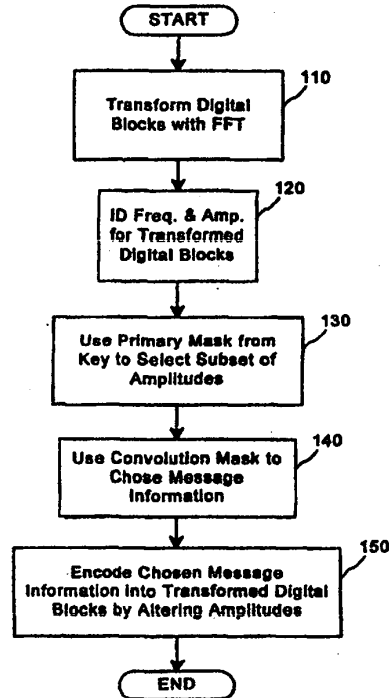 START
110
Transform Digital
Blocks with FFT
120
ID Freq. & Amp.
for Transformed
Digital Blocks
130
Use Primary Mask from
Key to Select Subset of
Amplitudes
140
Use Convolution Mask to
Chose Message
Information
150
Encode Chosen Message
Information into Transformed Digital
Blocks by Altering Amplitudes
END